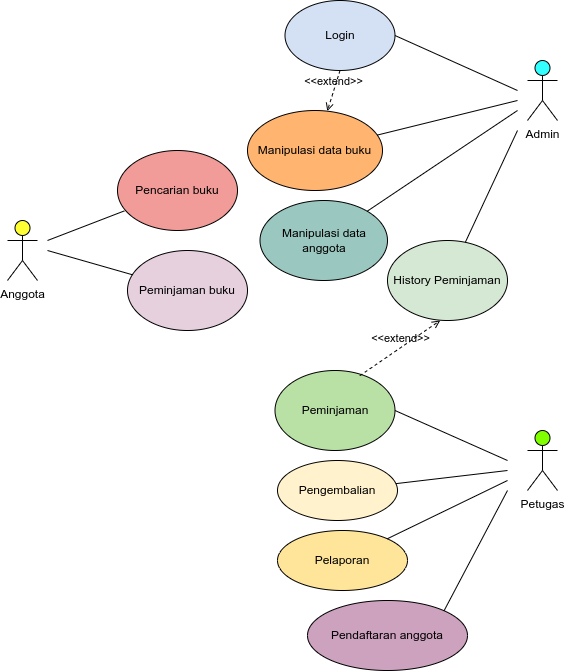 Login
<<extend>>
Manipulasi data buku
Admin
Pencarian buku
Manipulasi data
anggota
Anggota
Peminjaman buku
History Peminjaman
<<extend>>
Peminjaman
Pengembalian
Petugas
Pelaporan
Pendaftaran anggota